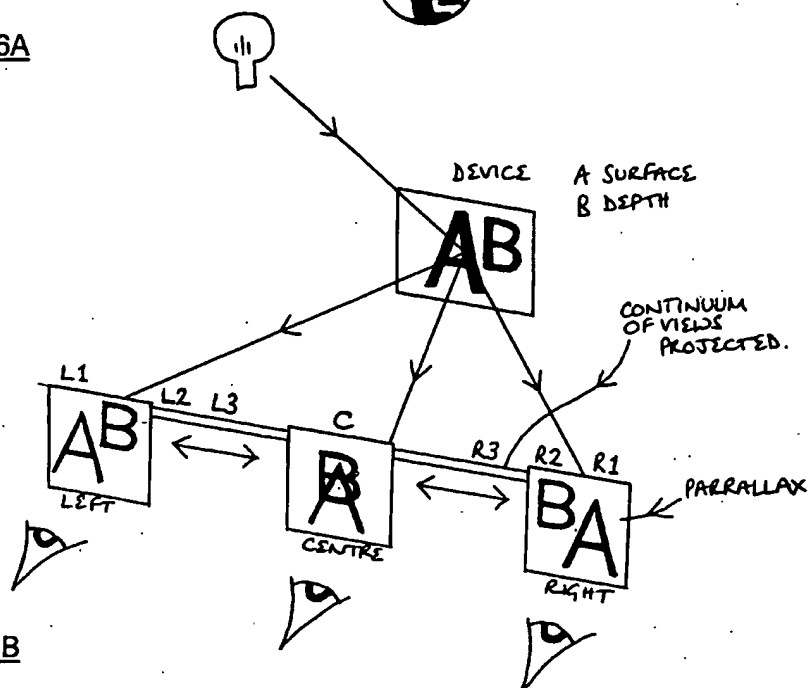 6A
DEVICE
A SURFACE
B DEPTH
AB
CONTINUUM
OF VIEWS
PROJECTED.
L1
L2
L3
C
R3
R2
R1
AB
BA
BA
PARRALLAX
LEFT
CENTRE
RIGHT
B